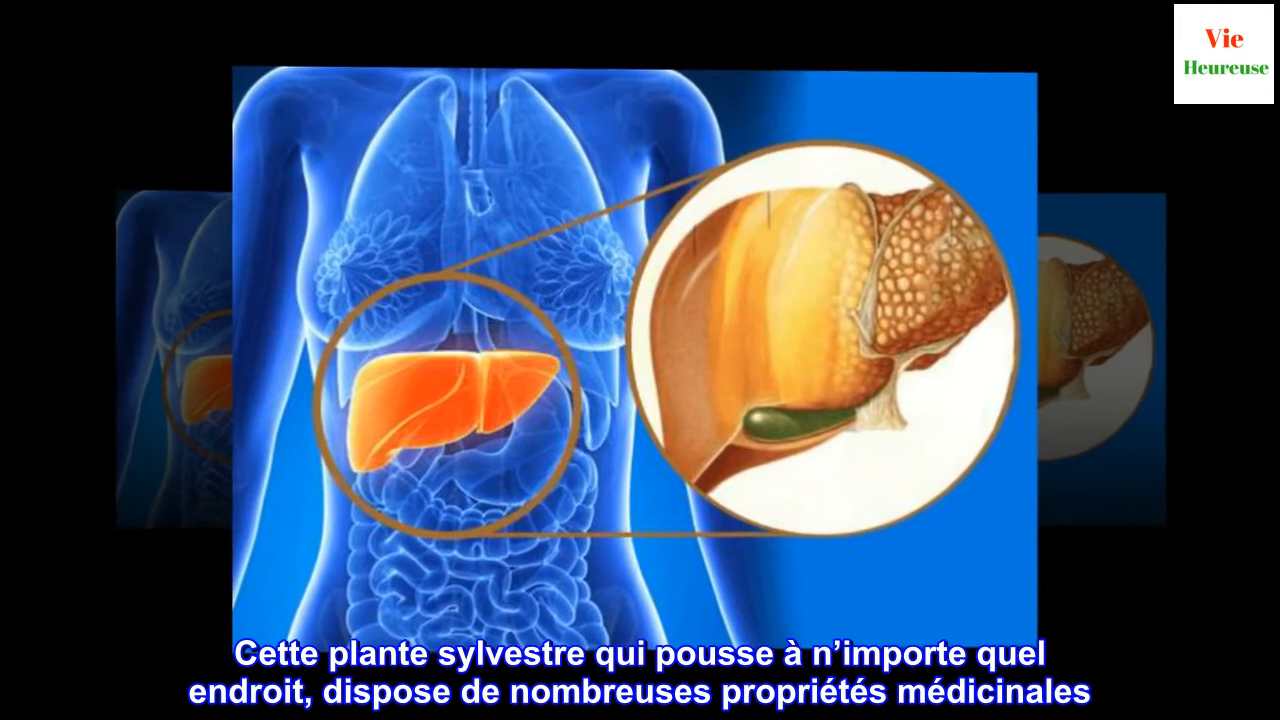 Vie
Heureuse
Cette plante sylvestre qui pousse à n’importe quel
endroit, dispose de nombreuses propriétés médicinales